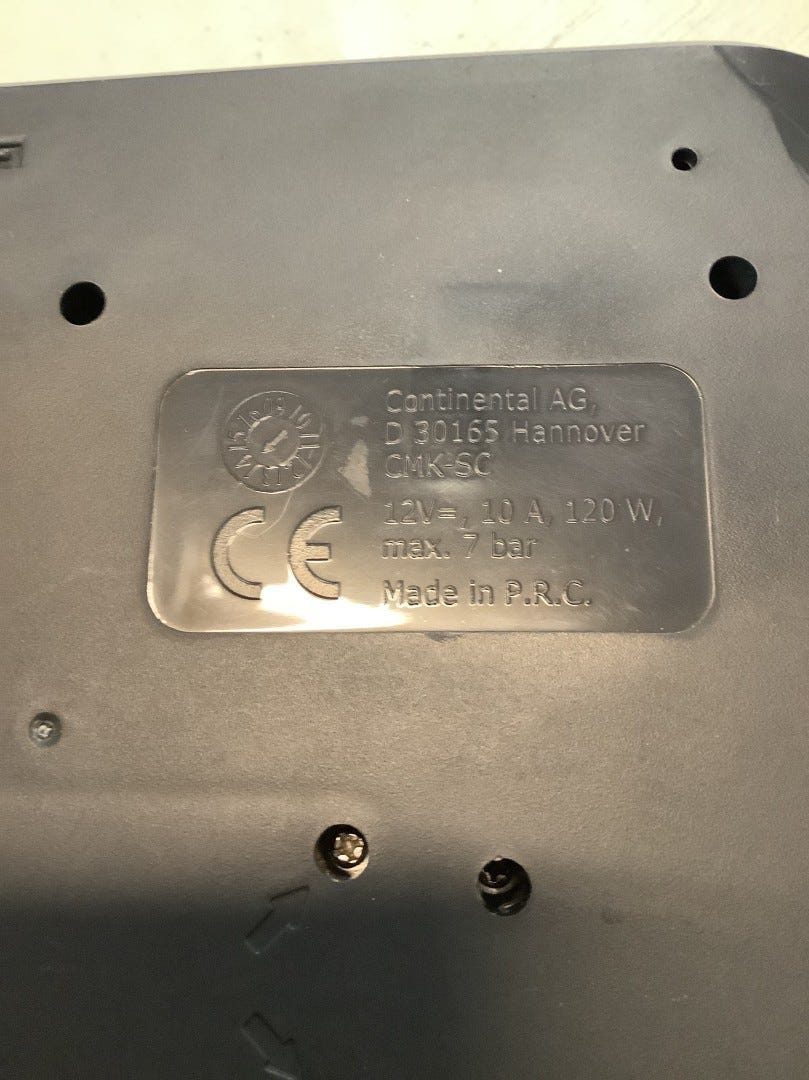 Continental AG,
D 30165 Hannover
CMK-SC
12V=, 10 A, 120 W,
max. 7 bar
Made in P.R.C.
CE